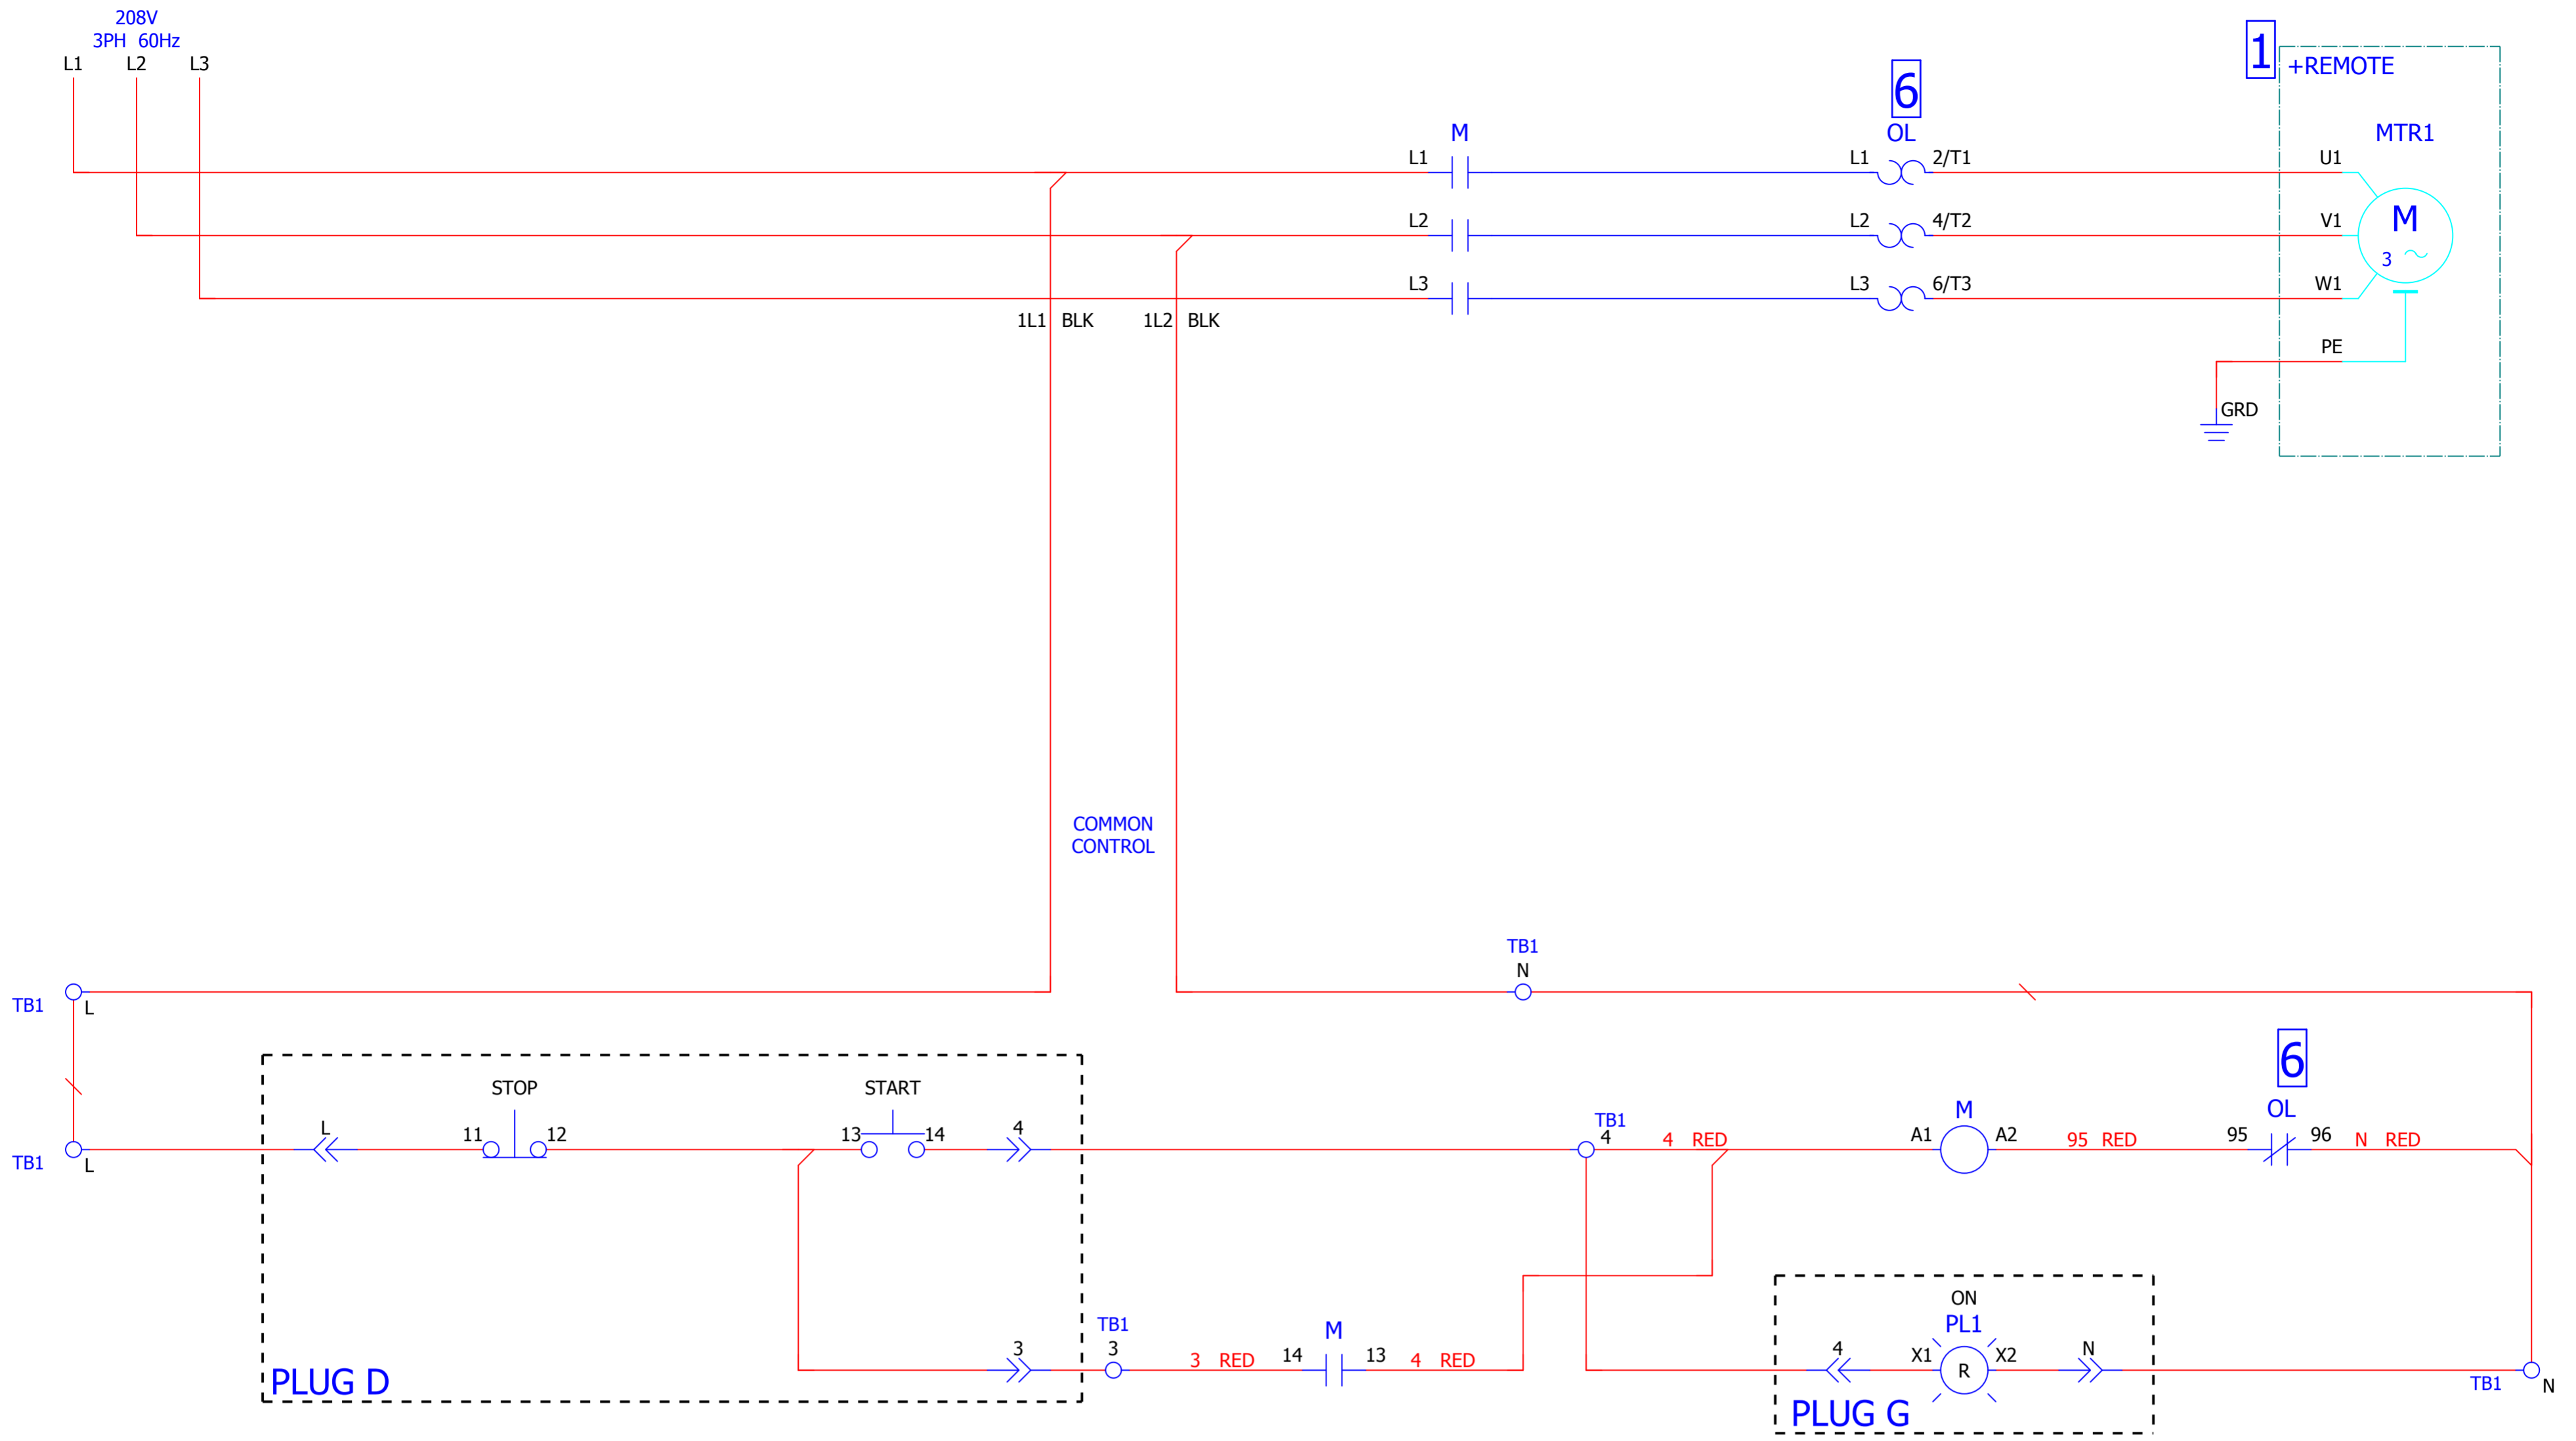 208V
3PH 60Hz
L1 L2 L3
1
+REMOTE
6
M
OL
MTR1
L1
L1
2/T1
U1
L2
L2
4/T2
V1
M
3
L3
L3
6/T3
W1
1L1 BLK
1L2 BLK
PE
GRD
COMMON
CONTROL
TB1
N
TB1
L
6
STOP
START
TB1
4
M
OL
TB1
L
L
11
12
13
14
4
4 RED
A1
A2
95 RED
95
96
N RED
ON
PL1
TB1
3
3
3 RED
14
M
13
4 RED
4
X1
R
X2
N
TB1
N
PLUG D
PLUG G